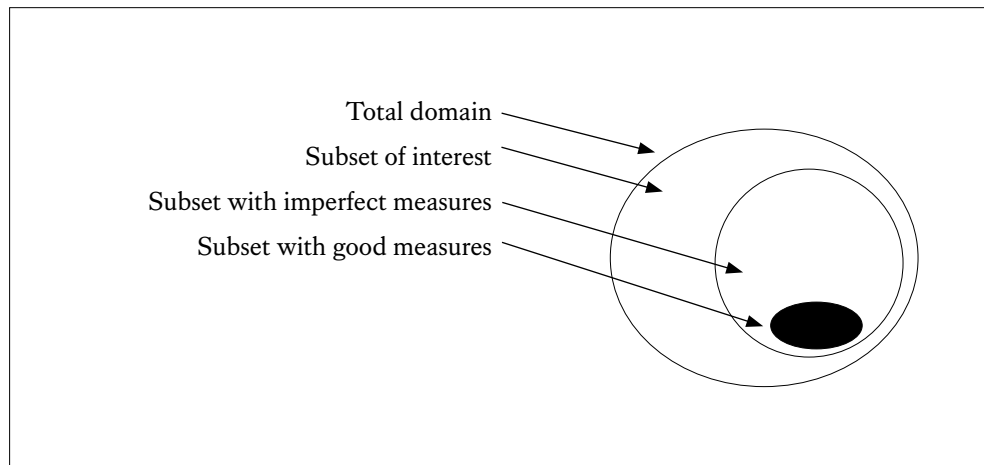 Total domain
Subset of interest
Subset with imperfect measures
Subset with good measures